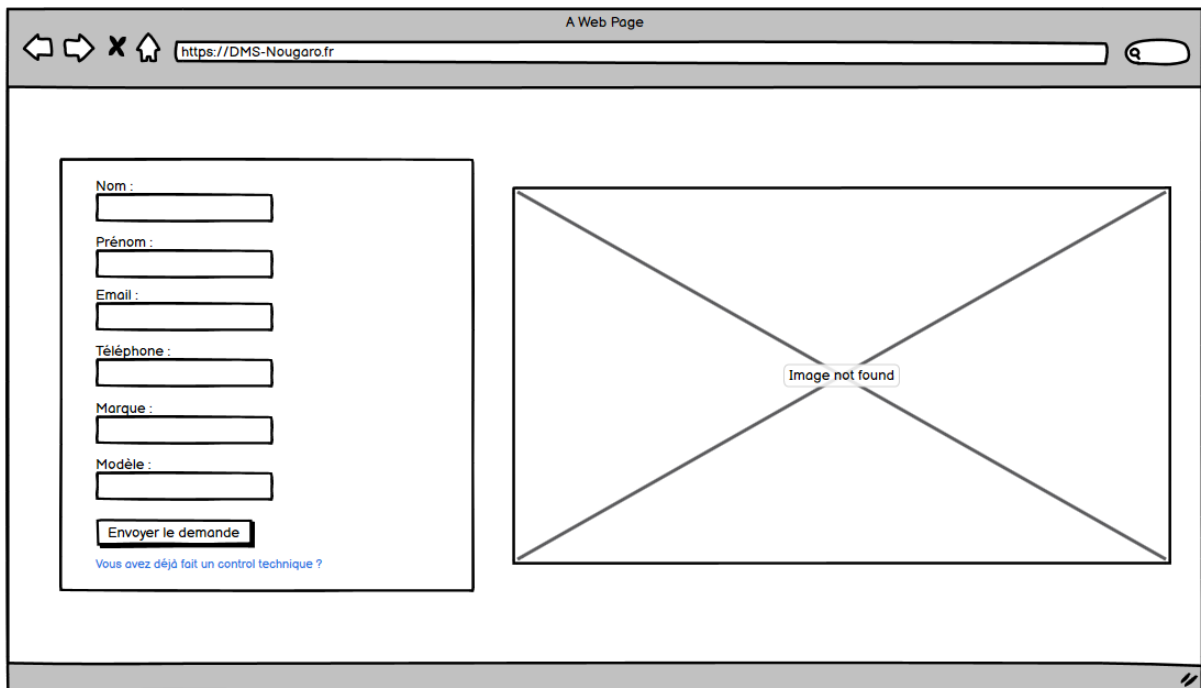 A Web Page
https://DMS-Nougaro.fr
Nom :
Prénom :
Email :
Téléphone :
Marque :
Modèle :
Envoyer le demande
Vous avez déjà fait un control technique ?
Image not found